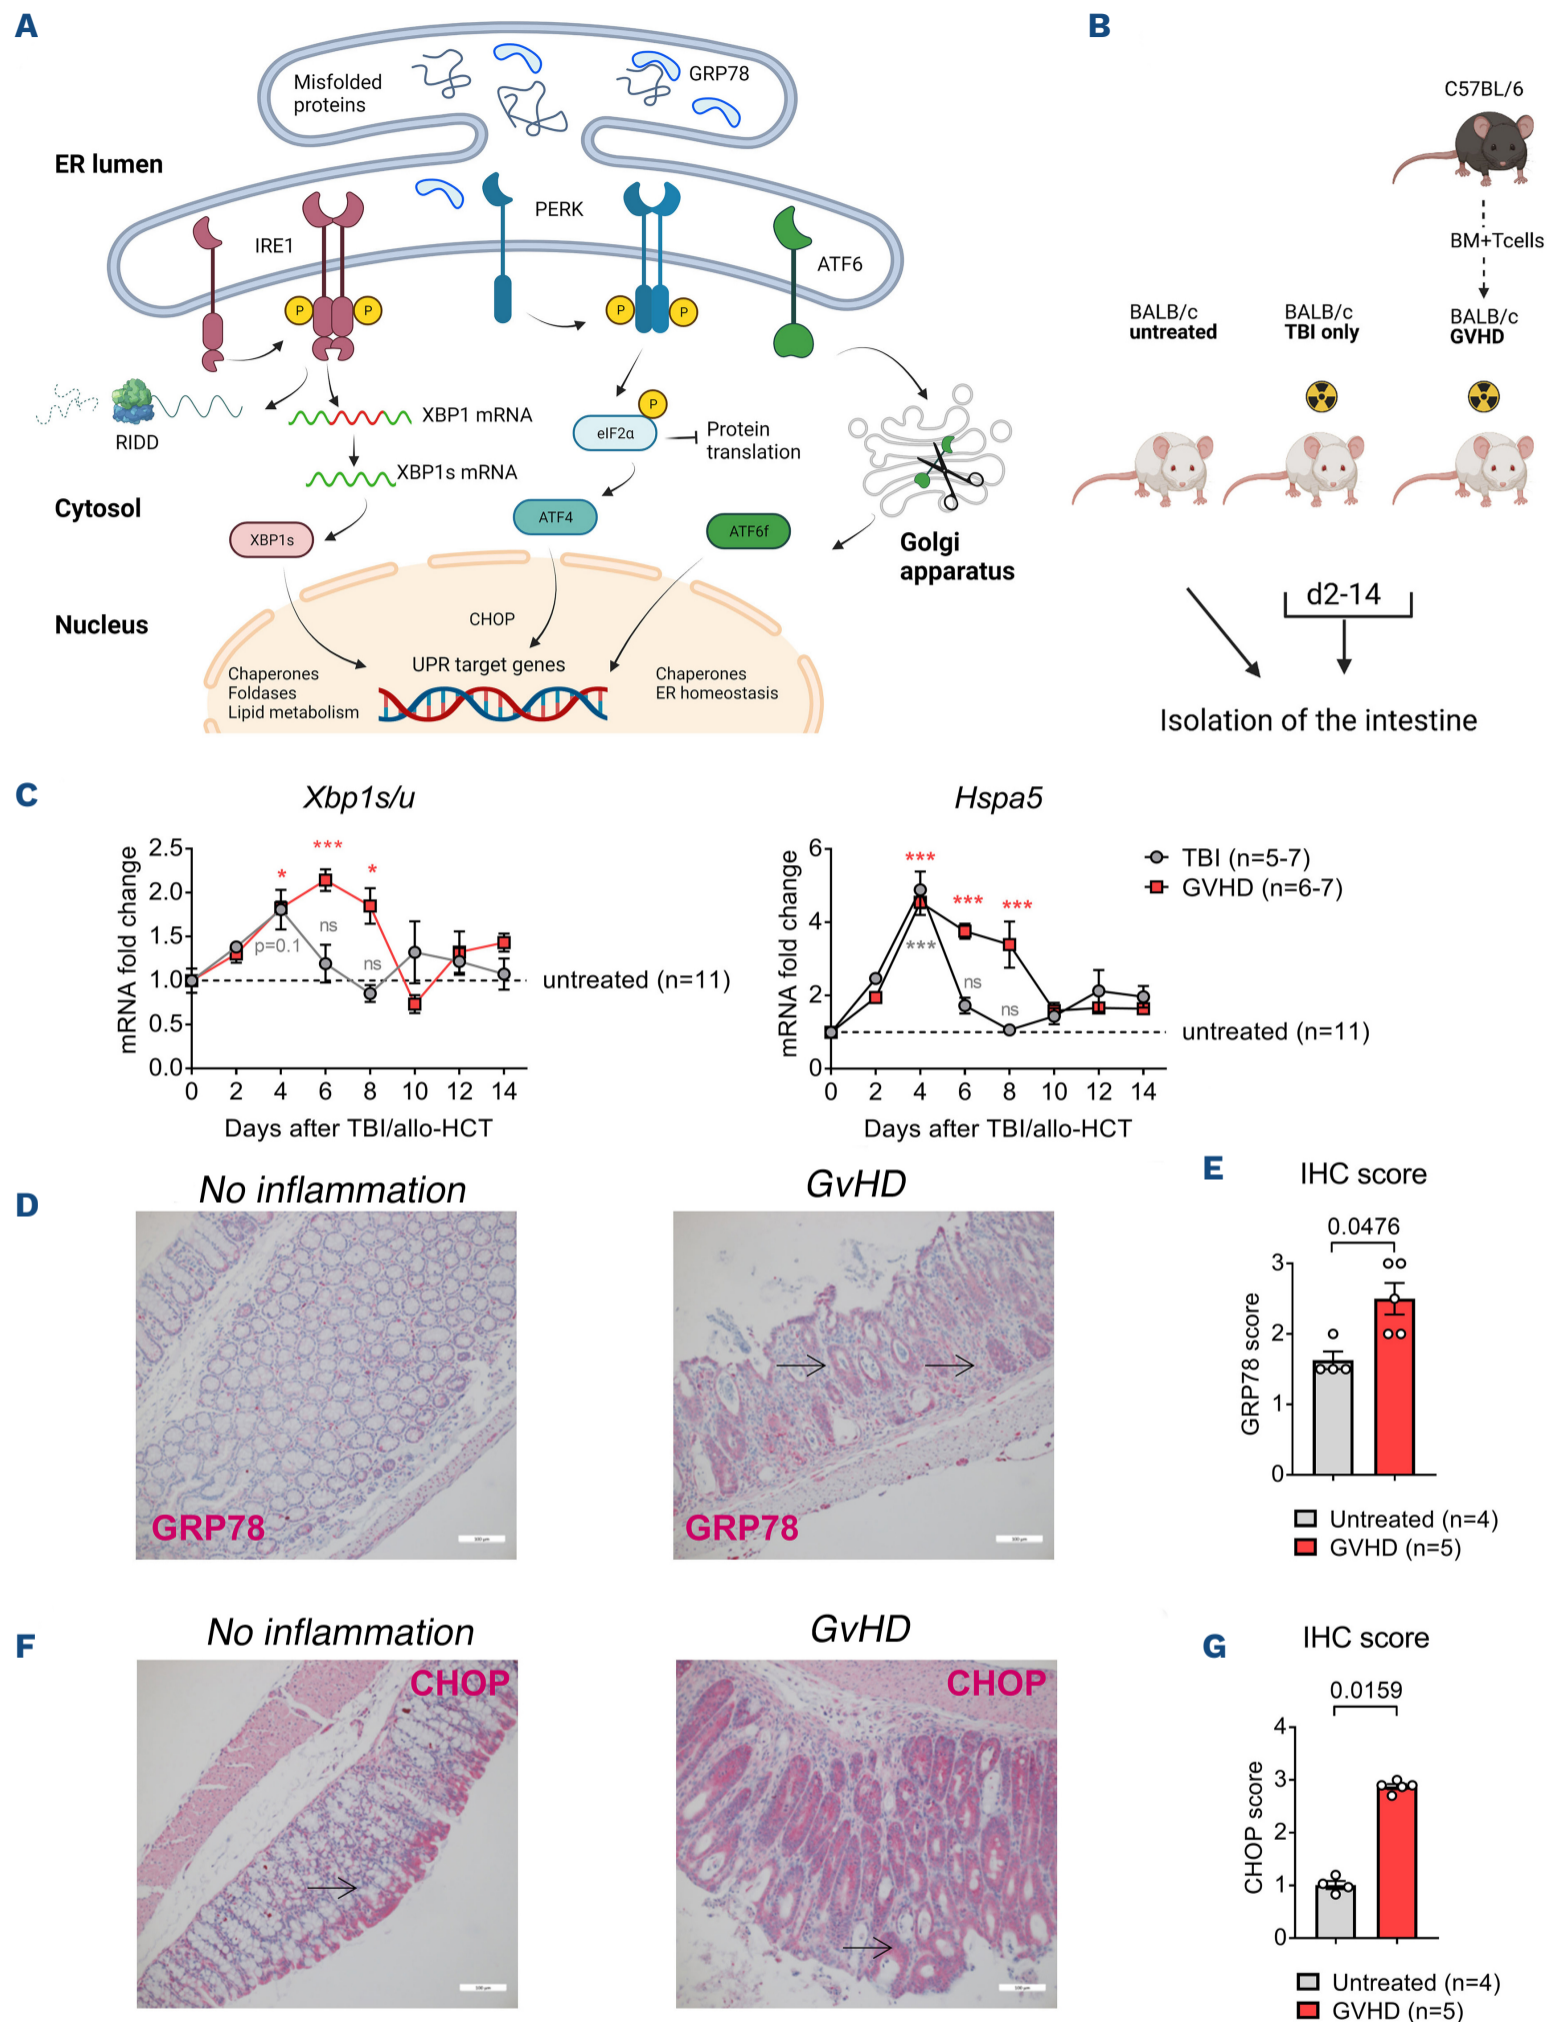 A
Misfolded
proteins
GRP78
ER lumen
IRE1
PERK
ATF6
P
P
P
P
RIDD
XBP1 mRNA
XBP1s mRNA
P
eIF2α
Protein
translation
Cytosol
XBP1s
ATF4
ATF6f
Golgi
apparatus
Nucleus
CHOP
UPR target genes
Chaperones
Foldases
Lipid metabolism
Chaperones
ER homeostasis
B
C57BL/6
BM+Tcells
BALB/c
untreated
BALB/c
TBI only
BALB/c
GVHD
d2-14
Isolation of the intestine
C
Xbp1s/u
mRNA fold change
2.5
2.0
1.5
1.0
0.5
0.0
*
***
*
p=0.1
ns
ns
untreated (n=11)
0 2 4 6 8 10 12 14
Days after TBI/allo-HCT
Hspa5
mRNA fold change
6
4
2
0
***
***
***
***
ns
ns
TBI (n=5-7)
GVHD (n=6-7)
untreated (n=11)
0 2 4 6 8 10 12 14
Days after TBI/allo-HCT
D
No inflammation
GRP78
GvHD
GRP78
E
IHC score
0.0476
GRP78 score
3
2
1
0
Untreated (n=4)
GVHD (n=5)
F
No inflammation
CHOP
GvHD
CHOP
G
IHC score
0.0159
CHOP score
4
3
2
1
0
Untreated (n=4)
GVHD (n=5)